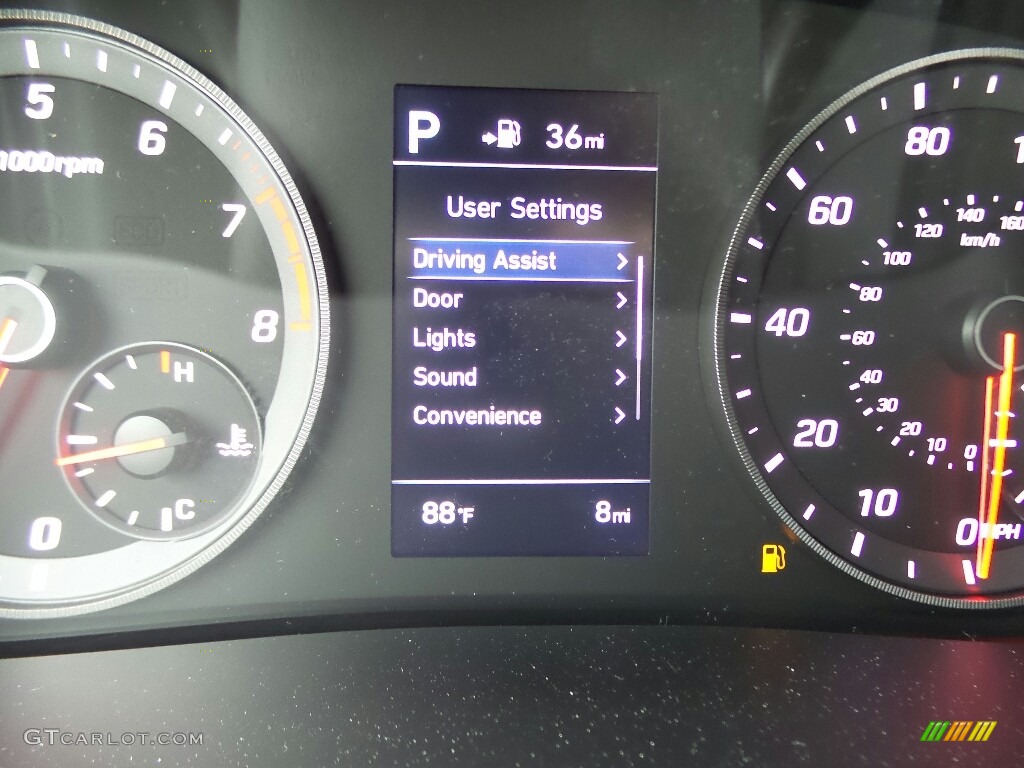 5
6
7
8
0
x1000rpm
H
C
P 36mi
User Settings
Driving Assist >
Door >
Lights >
Sound >
Convenience >
88°F 8mi
80
60
40
20
10
0 MPH
160
140
120
100
80
60
40
30
20
10
0
km/h
GTCARLOT.COM